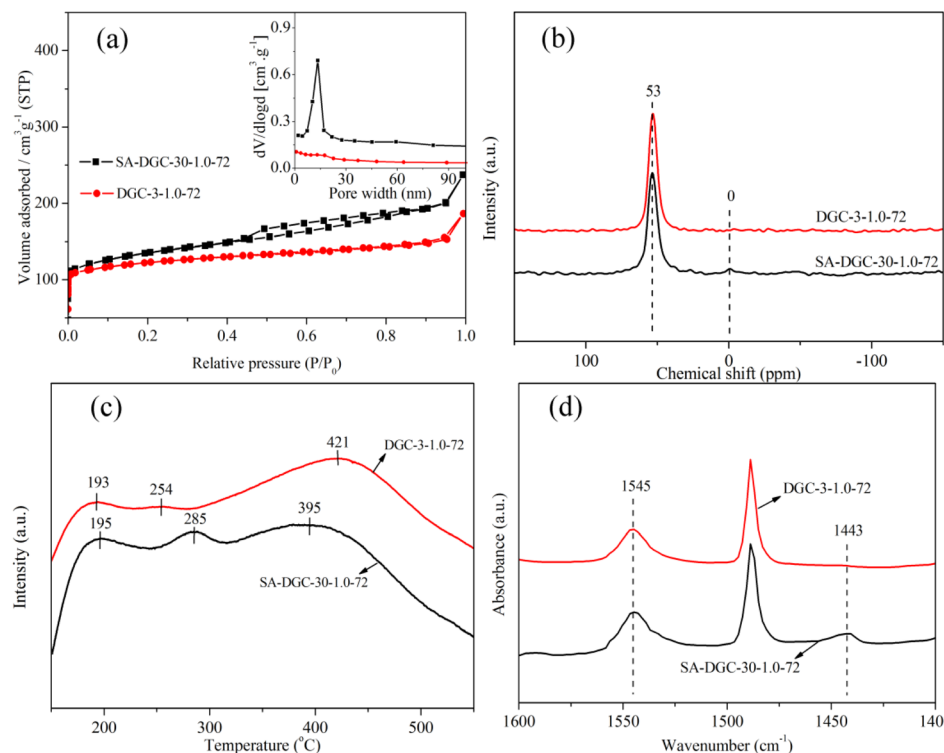 (a)
Volume adsorbed / cm³g⁻¹ (STP)
400
300
250
200
150
100
0.0 0.2 0.4 0.6 0.8 1.0
Relative pressure (P/P₀)
SA-DGC-30-1.0-72
DGC-3-1.0-72
dV/dlogd [cm³.g⁻¹]
0.9
0.6
0.3
0.0
0 30 60 90
Pore width (nm)
(b)
Intensity (a.u.)
53
0
DGC-3-1.0-72
SA-DGC-30-1.0-72
100 0 -100
Chemical shift (ppm)
(c)
Intensity (a.u.)
421
DGC-3-1.0-72
193 254
195 285 395
SA-DGC-30-1.0-72
200 250 300 350 400 450 500
Temperature (°C)
(d)
Absorbance (a.u.)
DGC-3-1.0-72
1545
1443
SA-DGC-30-1.0-72
1600 1550 1500 1450 1400
Wavenumber (cm⁻¹)